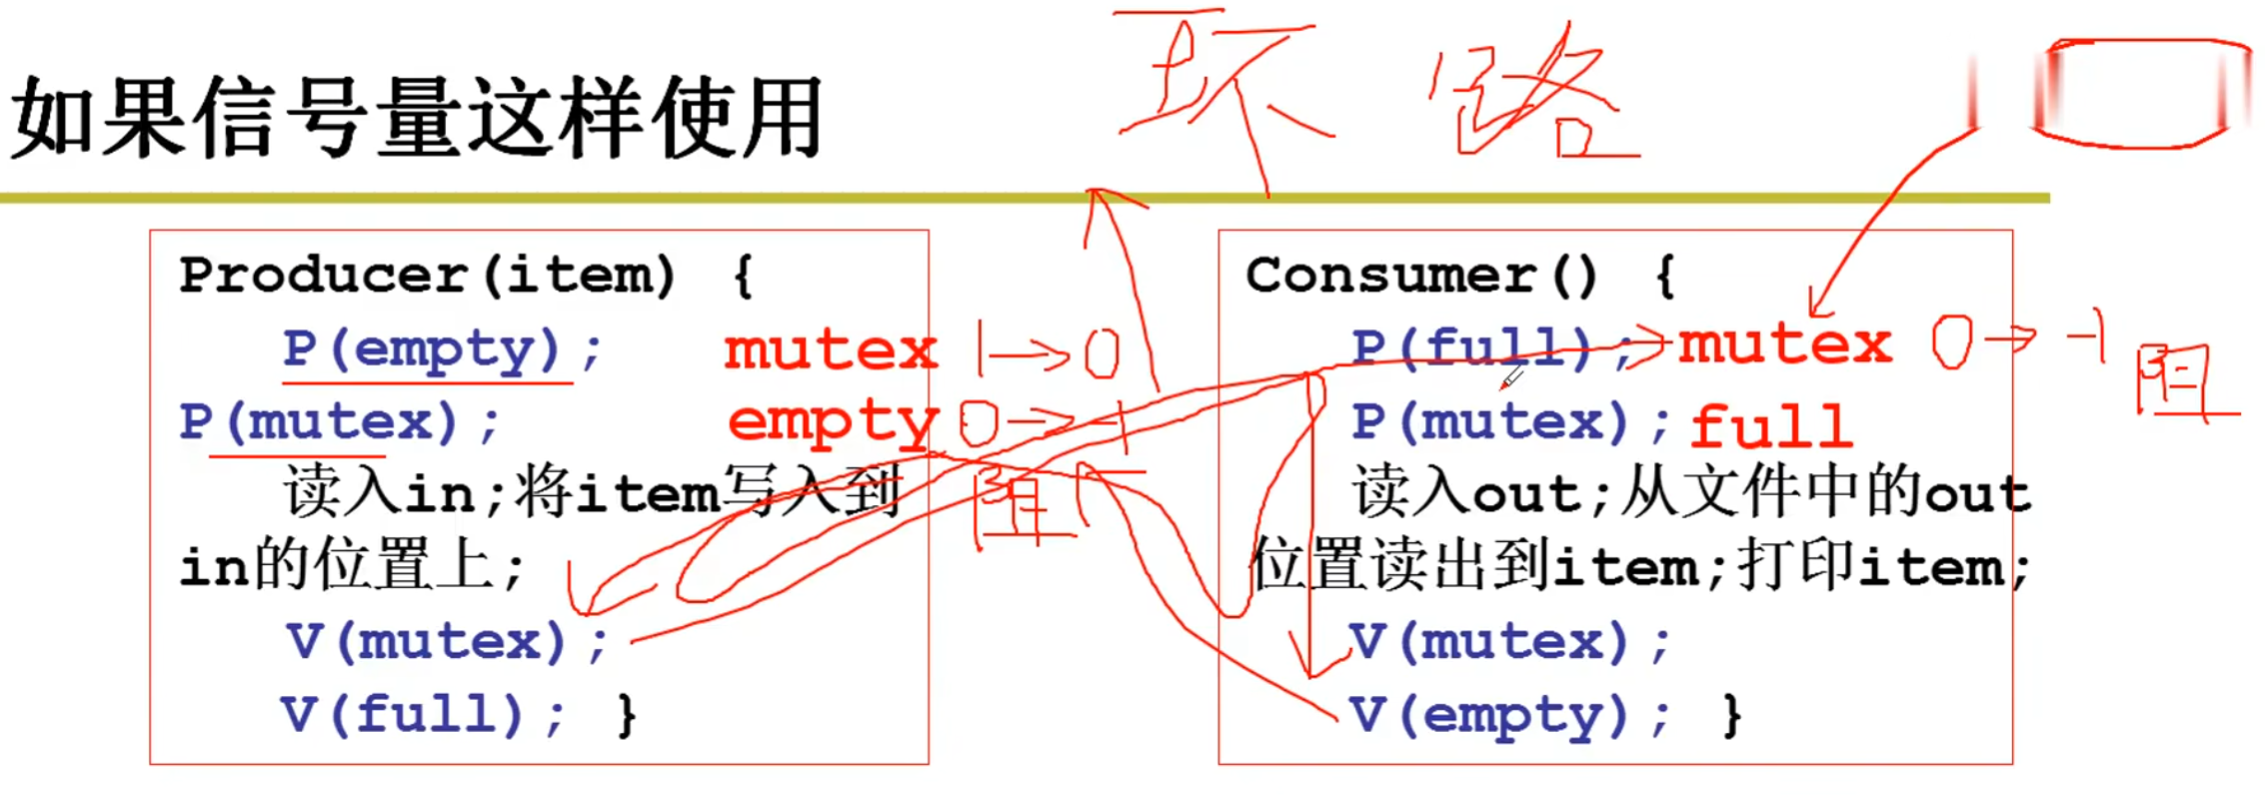 如果信号量这样使用
环 路
Producer(item) {
P(empty); mutex 1→0
P(mutex); empty 0→-1
读入in;将item写入到 阻
in的位置上;
V(mutex);
V(full); }
Consumer() {
P(full); mutex 0→-1
P(mutex); full 阻
读入out;从文件中的out
位置读出到item;打印item;
V(mutex);
V(empty); }